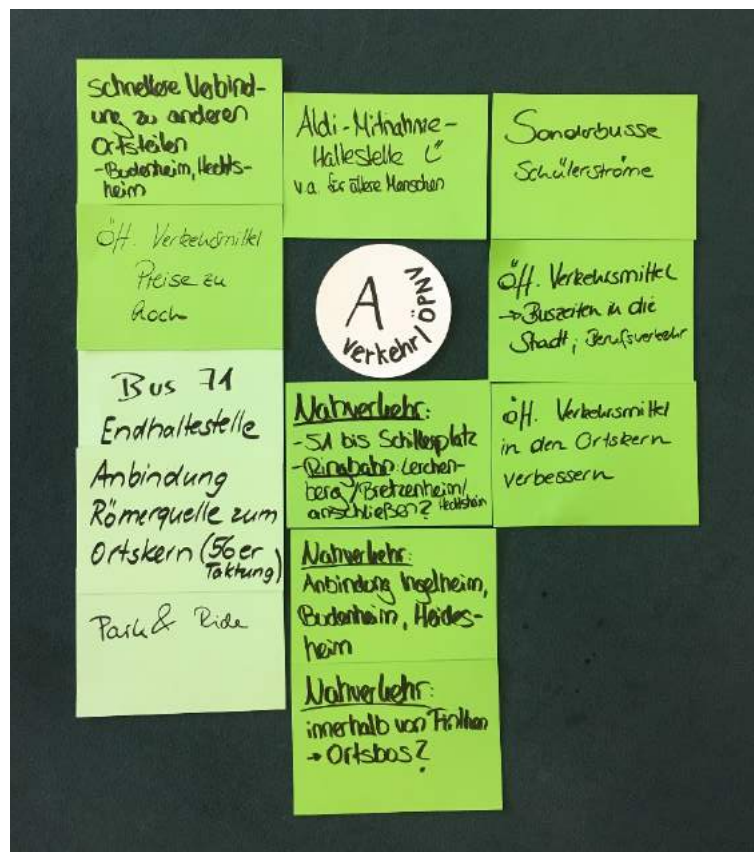 schnellere Verbind-
ung zu anderen
Ortsteilen
- Budenheim, Hechts-
heim
Öff. Verkehrsmittel
Preise zu
hoch
Bus 71
Endhaltestelle
Anbindung
Römerquelle zum
Ortskern (56er
Taktung)
Park & Ride
Aldi-Mitnahme-
Haltestelle Ü
v.a. für ältere Menschen
A
Verkehr/ÖPNV
Nahverkehr:
- 51 bis Schillerplatz
- Ringbahn: Lerchen-
berg/Bretzenheim/
anschließen? Hechtsheim
Nahverkehr:
Anbindung Ingelheim,
Budenheim, Heides-
heim
Nahverkehr:
innerhalb von Finthen
→ Ortsbus?
Sonderbusse
Schülerströme
Öff. Verkehrsmittel
→ Buszeiten in die
Stadt; Berufsverkehr
öff. Verkehrsmittel
in den Ortskern
verbessern